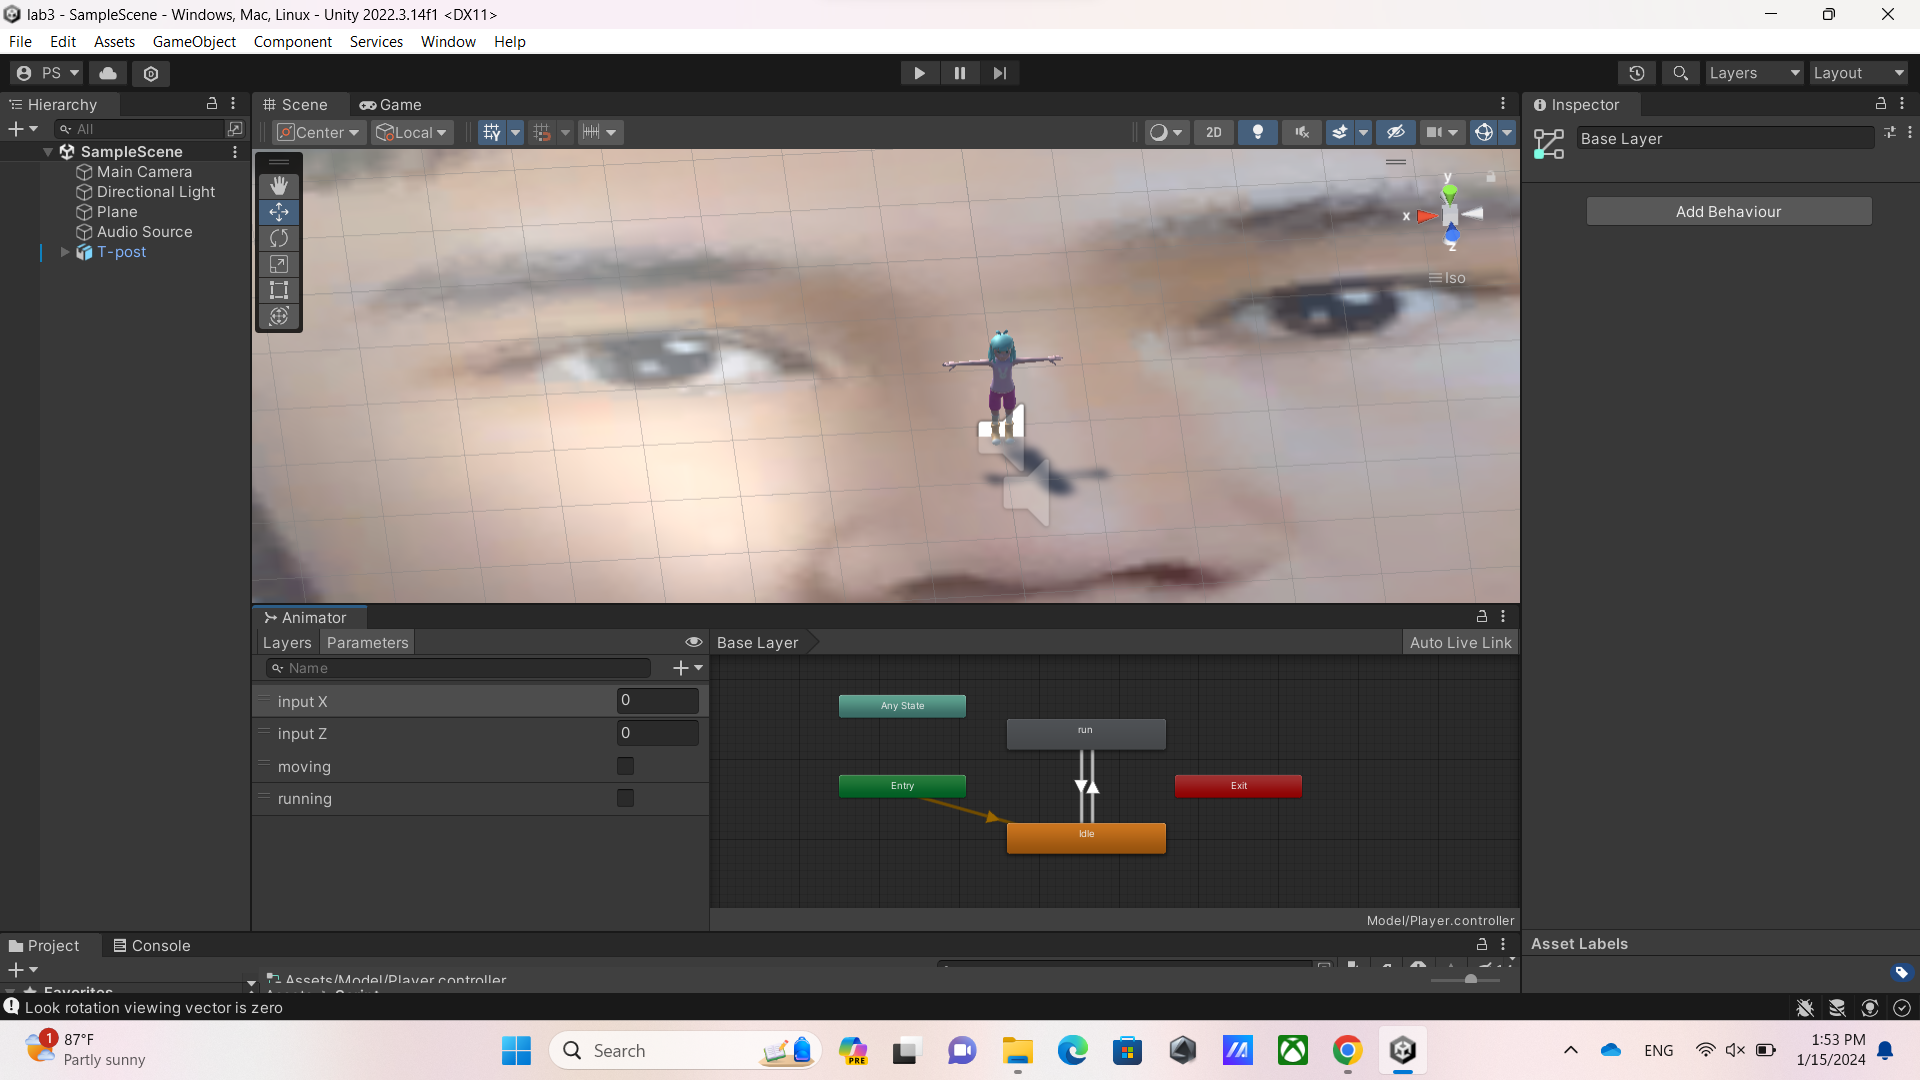 lab3 - SampleScene - Windows, Mac, Linux - Unity 2022.3.14f1 <DX11>
File Edit Assets GameObject Component Services Window Help
PS Layers Layout
Hierarchy Scene Game Inspector
All Center Local 2D Base Layer
SampleScene
Main Camera
Directional Light
Plane
Audio Source
T-post
y
x
z
Iso
Add Behaviour
Animator
Layers Parameters Base Layer Auto Live Link
Name
input X 0
input Z 0
moving
running
Any State
run
Entry
Exit
Idle
Model/Player.controller
Project Console
Asset Labels
Assets/Model/Player.controller
Favorites
Look rotation viewing vector is zero
1 87°F
Partly sunny
Search
PRE
ENG
1:53 PM
1/15/2024